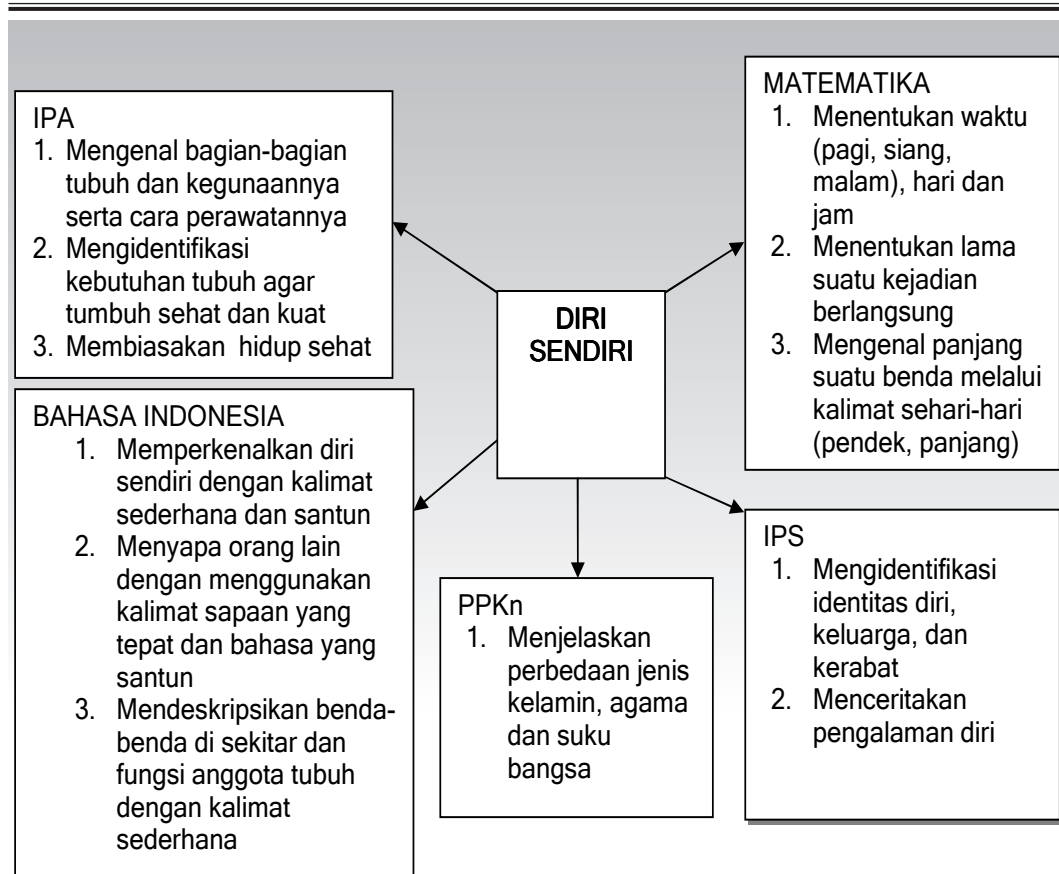 IPA
1. Mengenal bagian-bagian
tubuh dan kegunaannya
serta cara perawatannya
2. Mengidentifikasi
kebutuhan tubuh agar
tumbuh sehat dan kuat
3. Membiasakan hidup sehat
MATEMATIKA
1. Menentukan waktu
(pagi, siang,
malam), hari dan
jam
2. Menentukan lama
suatu kejadian
berlangsung
3. Mengenal panjang
suatu benda melalui
kalimat sehari-hari
(pendek, panjang)
DIRI
SENDIRI
BAHASA INDONESIA
1. Memperkenalkan diri
sendiri dengan kalimat
sederhana dan santun
2. Menyapa orang lain
dengan menggunakan
kalimat sapaan yang
tepat dan bahasa yang
santun
3. Mendeskripsikan benda-
benda di sekitar dan
fungsi anggota tubuh
dengan kalimat
sederhana
PPKn
1. Menjelaskan
perbedaan jenis
kelamin, agama
dan suku
bangsa
IPS
1. Mengidentifikasi
identitas diri,
keluarga, dan
kerabat
2. Menceritakan
pengalaman diri